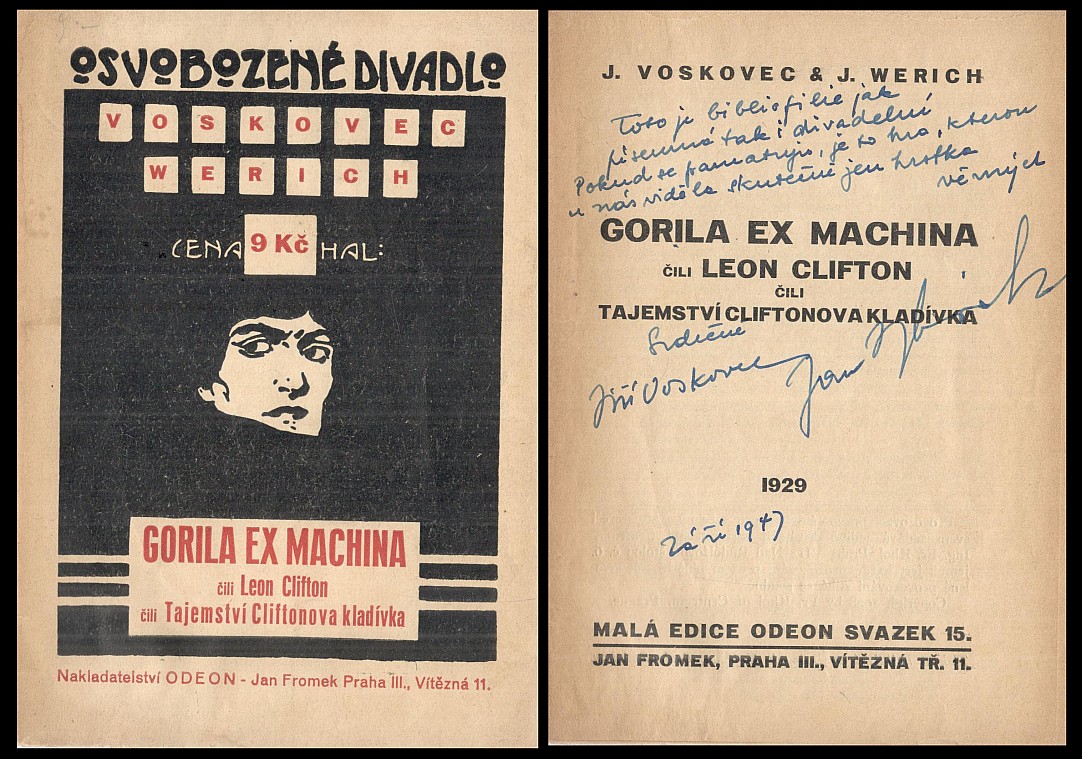 OSVOBOZENÉ DIVADLO
VOSKOVEC
WERICH
CENA 9 Kč HAL:
GORILA EX MACHINA
čili Leon Clifton
čili Tajemství Cliftonova kladívka
Nakladatelství ODEON - Jan Fromek Praha III., Vítězná 11.
J. VOSKOVEC & J. WERICH
Toto je bibliofilie jak
písemná tak i divadelní
Pokud se pamatuju, je to hra, kterou
u nás viděla skutečně jen hrstka
věrných
GORILA EX MACHINA
ČILI LEON CLIFTON
ČILI
TAJEMSTVÍ CLIFTONOVA KLADÍVKA
Srdečně
Jiří Voskovec
Jan
1929
září 1947
MALÁ EDICE ODEON SVAZEK 15.
JAN FROMEK, PRAHA III., VÍTĚZNÁ TŘ. 11.